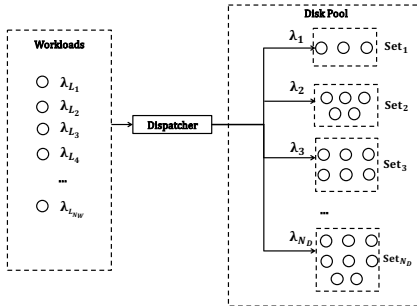 Workloads
λ_{L_1}
λ_{L_2}
λ_{L_3}
λ_{L_4}
...
λ_{L_{N_W}}
Dispatcher
Disk Pool
λ_1
Set_1
λ_2
Set_2
λ_3
Set_3
...
λ_{N_D}
Set_{N_D}